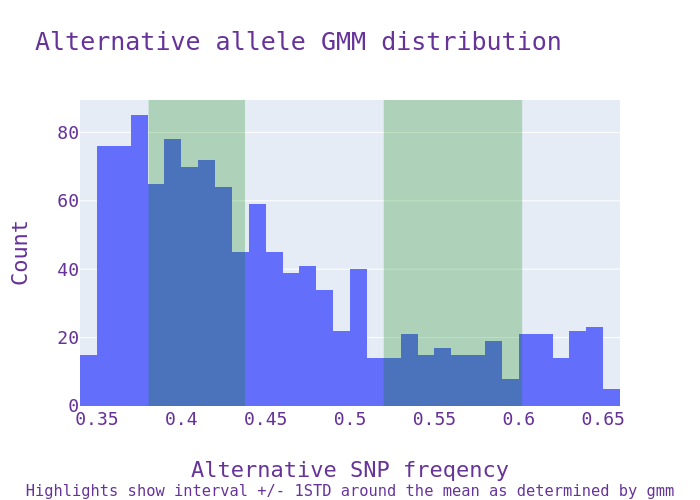 Alternative allele GMM distribution
Count
80
60
40
20
0
0.35 0.4 0.45 0.5 0.55 0.6 0.65
Alternative SNP freqency
Highlights show interval +/- 1STD around the mean as determined by gmm